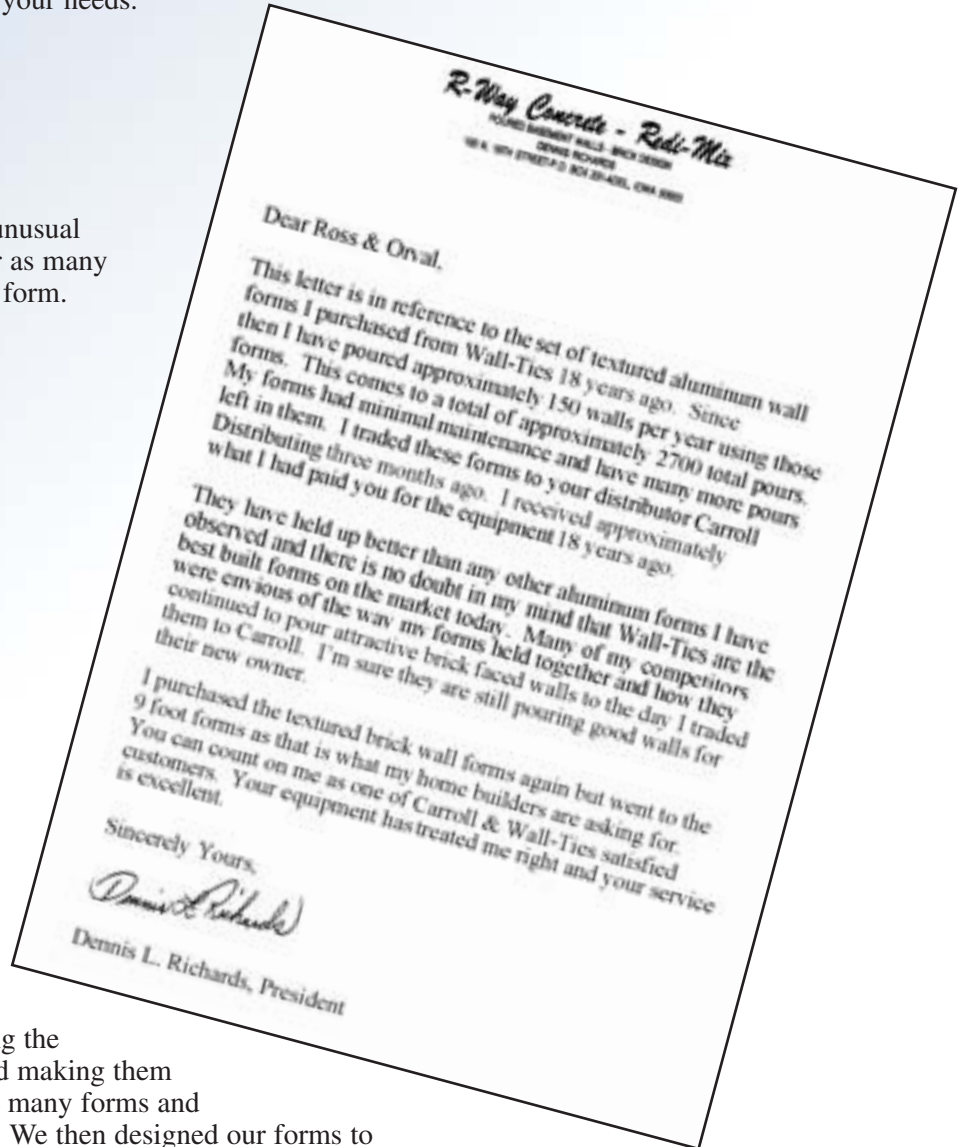 your needs.
unusual
as many
form.
R-Way Concrete - Redi-Mix
POURED BASEMENT WALLS - BRICK DESIGN
DENNIS RICHARDS
Dear Ross & Orval,
This letter is in reference to the set of textured aluminum wall
forms I purchased from Wall-Ties 18 years ago. Since
then I have poured approximately 150 walls per year using those
forms. This comes to a total of approximately 2700 total pours.
My forms had minimal maintenance and have many more pours
left in them. I traded these forms to your distributor Carroll
Distributing three months ago. I received approximately
what I had paid you for the equipment 18 years ago.
They have held up better than any other aluminum forms I have
observed and there is no doubt in my mind that Wall-Ties are the
best built forms on the market today. Many of my competitors
were envious of the way my forms held together and how they
continued to pour attractive brick faced walls to the day I traded
them to Carroll. I'm sure they are still pouring good walls for
their new owner.
I purchased the textured brick wall forms again but went to the
9 foot forms as that is what my home builders are asking for.
You can count on me as one of Carroll & Wall-Ties satisfied
customers. Your equipment has treated me right and your service
is excellent.
Sincerely Yours,
Dennis L Richards
Dennis L. Richards, President
the
making them
many forms and
We then designed our forms to